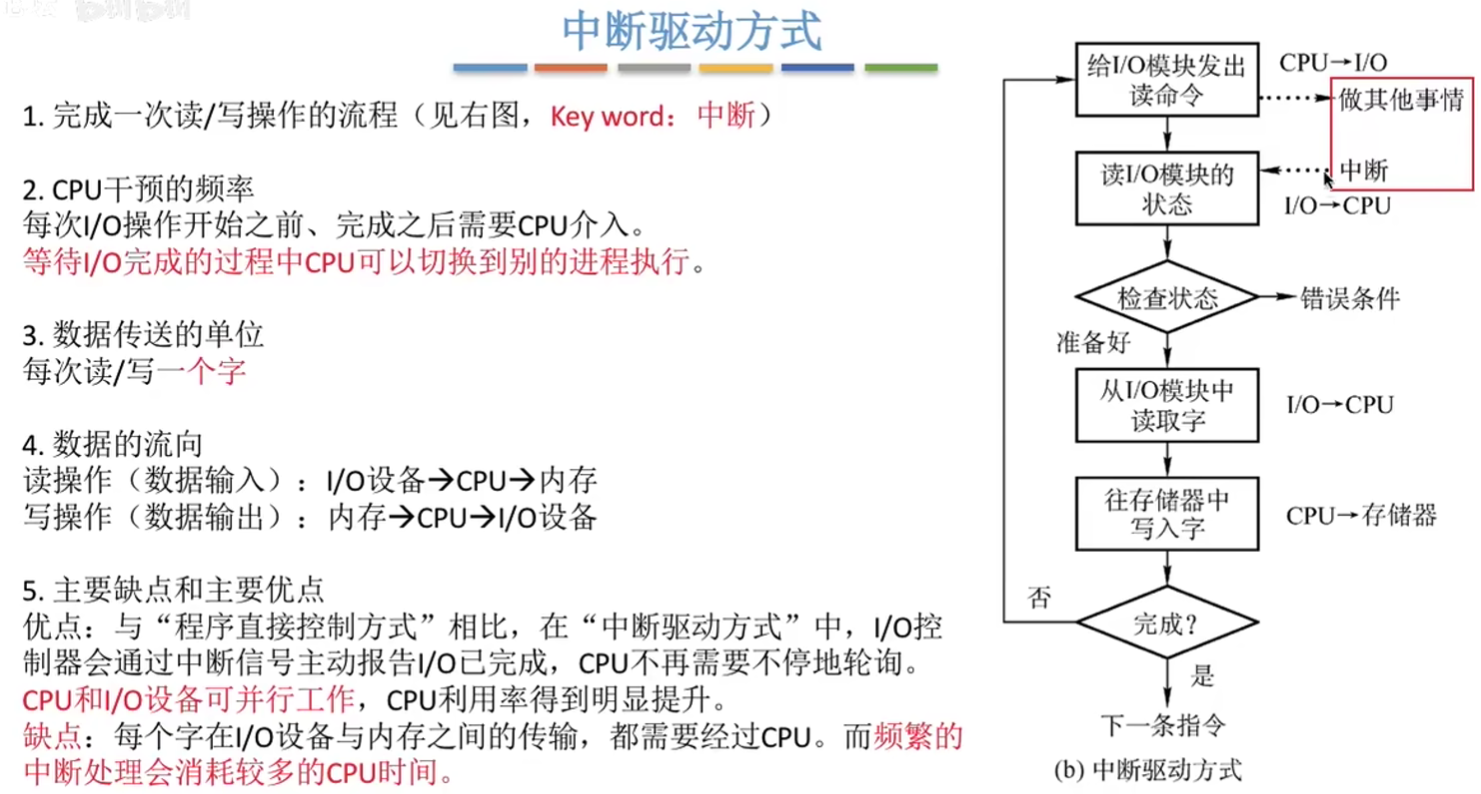 中断驱动方式
1. 完成一次读/写操作的流程（见右图，Key word：中断）
2. CPU干预的频率
每次I/O操作开始之前、完成之后需要CPU介入。
等待I/O完成的过程中CPU可以切换到别的进程执行。
3. 数据传送的单位
每次读/写一个字
4. 数据的流向
读操作（数据输入）：I/O设备→CPU→内存
写操作（数据输出）：内存→CPU→I/O设备
5. 主要缺点和主要优点
优点：与“程序直接控制方式”相比，在“中断驱动方式”中，I/O控
制器会通过中断信号主动报告I/O已完成，CPU不再需要不停地轮询。
CPU和I/O设备可并行工作，CPU利用率得到明显提升。
缺点：每个字在I/O设备与内存之间的传输，都需要经过CPU。而频繁的
中断处理会消耗较多的CPU时间。
给I/O模块发出
读命令
CPU→I/O
做其他事情
读I/O模块的
状态
中断
I/O→CPU
检查状态
错误条件
准备好
从I/O模块中
读取字
I/O→CPU
往存储器中
写入字
CPU→存储器
否
完成？
是
下一条指令
(b) 中断驱动方式